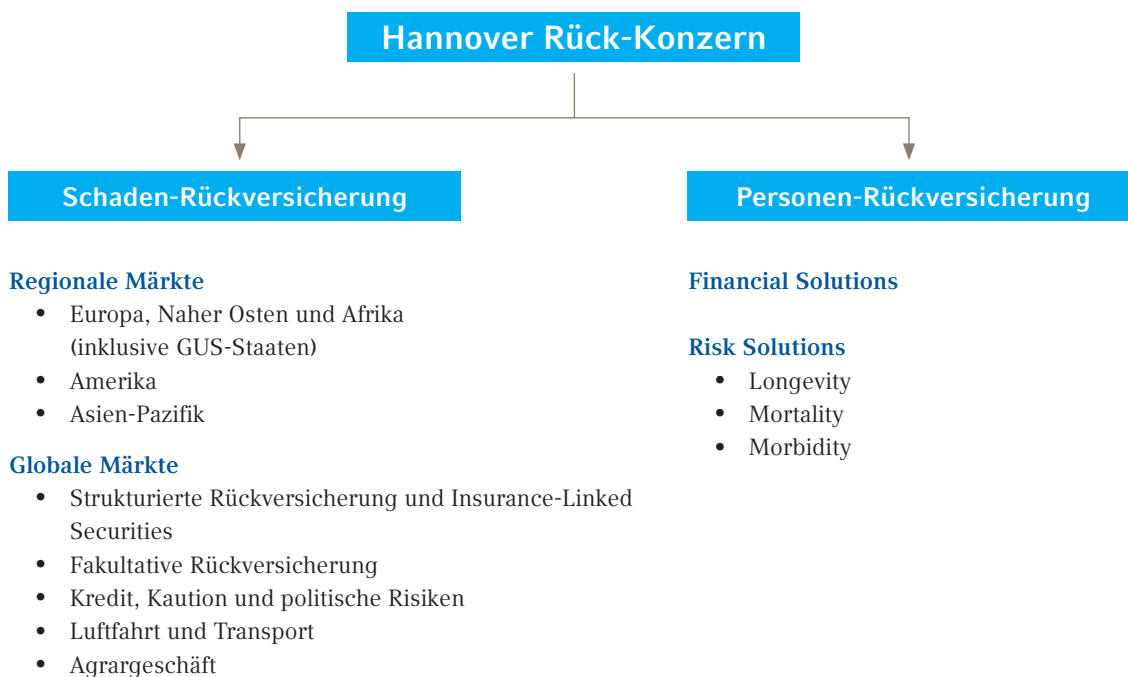 Hannover Rück-Konzern
Schaden-Rückversicherung
Regionale Märkte
• Europa, Naher Osten und Afrika
(inklusive GUS-Staaten)
• Amerika
• Asien-Pazifik
Globale Märkte
• Strukturierte Rückversicherung und Insurance-Linked
Securities
• Fakultative Rückversicherung
• Kredit, Kaution und politische Risiken
• Luftfahrt und Transport
• Agrargeschäft
Personen-Rückversicherung
Financial Solutions
Risk Solutions
• Longevity
• Mortality
• Morbidity